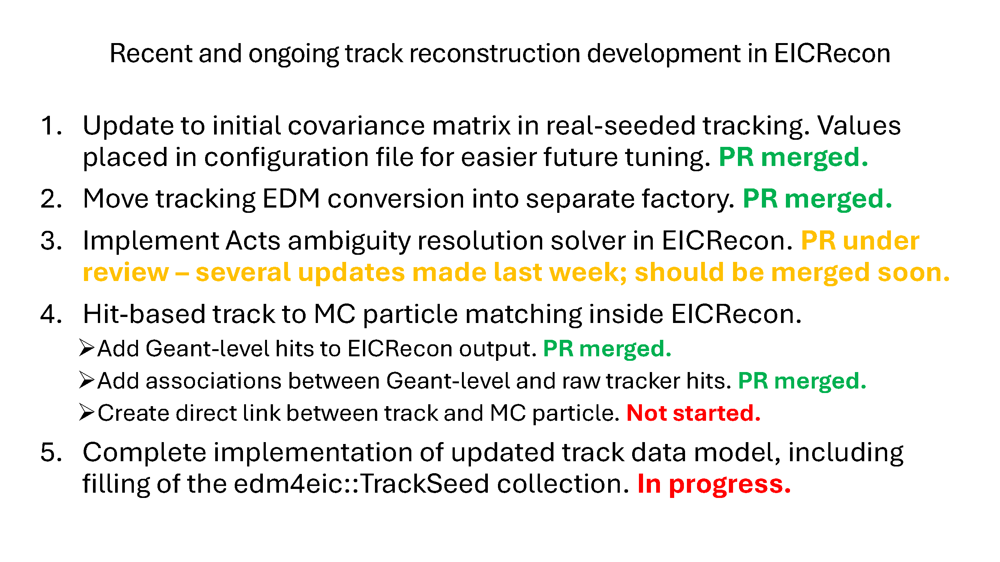 Recent and ongoing track reconstruction development in EICRecon
1. Update to initial covariance matrix in real-seeded tracking. Values
placed in configuration file for easier future tuning. PR merged.
2. Move tracking EDM conversion into separate factory. PR merged.
3. Implement Acts ambiguity resolution solver in EICRecon. PR under
review – several updates made last week; should be merged soon.
4. Hit-based track to MC particle matching inside EICRecon.
➢Add Geant-level hits to EICRecon output. PR merged.
➢Add associations between Geant-level and raw tracker hits. PR merged.
➢Create direct link between track and MC particle. Not started.
5. Complete implementation of updated track data model, including
filling of the edm4eic::TrackSeed collection. In progress.